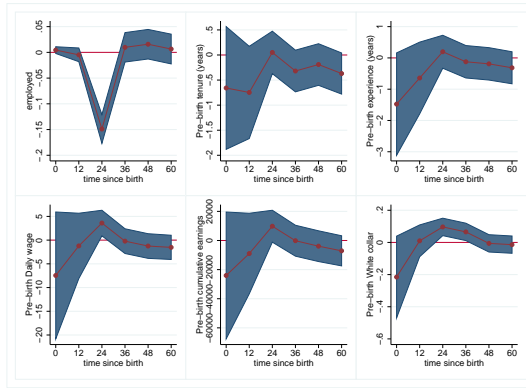 employed
.05
0
-.05
-.1
-.15
-.2
0 12 24 36 48 60
time since birth
Pre-birth tenure (years)
.5
0
-.5
-1
-1.5
-2
0 12 24 36 48 60
time since birth
Pre-birth experience (years)
1
0
-1
-2
-3
0 12 24 36 48 60
time since birth
Pre-birth Daily wage
5
0
-5
-10
-15
-20
0 12 24 36 48 60
time since birth
Pre-birth cumulative earnings
20000
0
-20000
-40000
-60000
0 12 24 36 48 60
time since birth
Pre-birth White collar
.2
0
-.2
-.4
-.6
0 12 24 36 48 60
time since birth